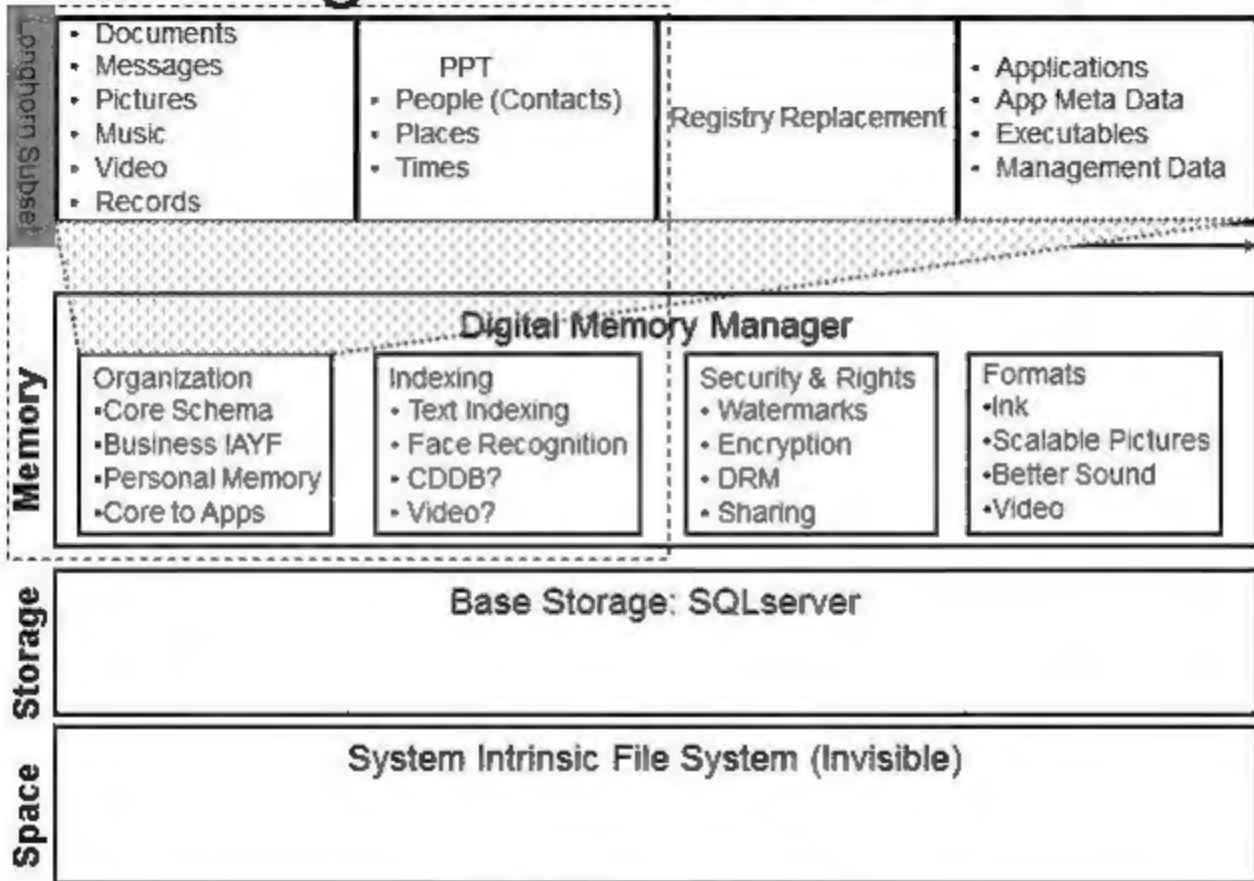 Longhorn Subset
• Documents
• Messages
• Pictures
• Music
• Video
• Records
PPT
• People (Contacts)
• Places
• Times
Registry Replacement
• Applications
• App Meta Data
• Executables
• Management Data
Memory
Digital Memory Manager
Organization
•Core Schema
•Business IAYF
•Personal Memory
•Core to Apps
Indexing
• Text Indexing
• Face Recognition
• CDDB?
• Video?
Security & Rights
• Watermarks
• Encryption
• DRM
• Sharing
Formats
•Ink
•Scalable Pictures
•Better Sound
•Video
Storage
Base Storage: SQLserver
Space
System Intrinsic File System (Invisible)